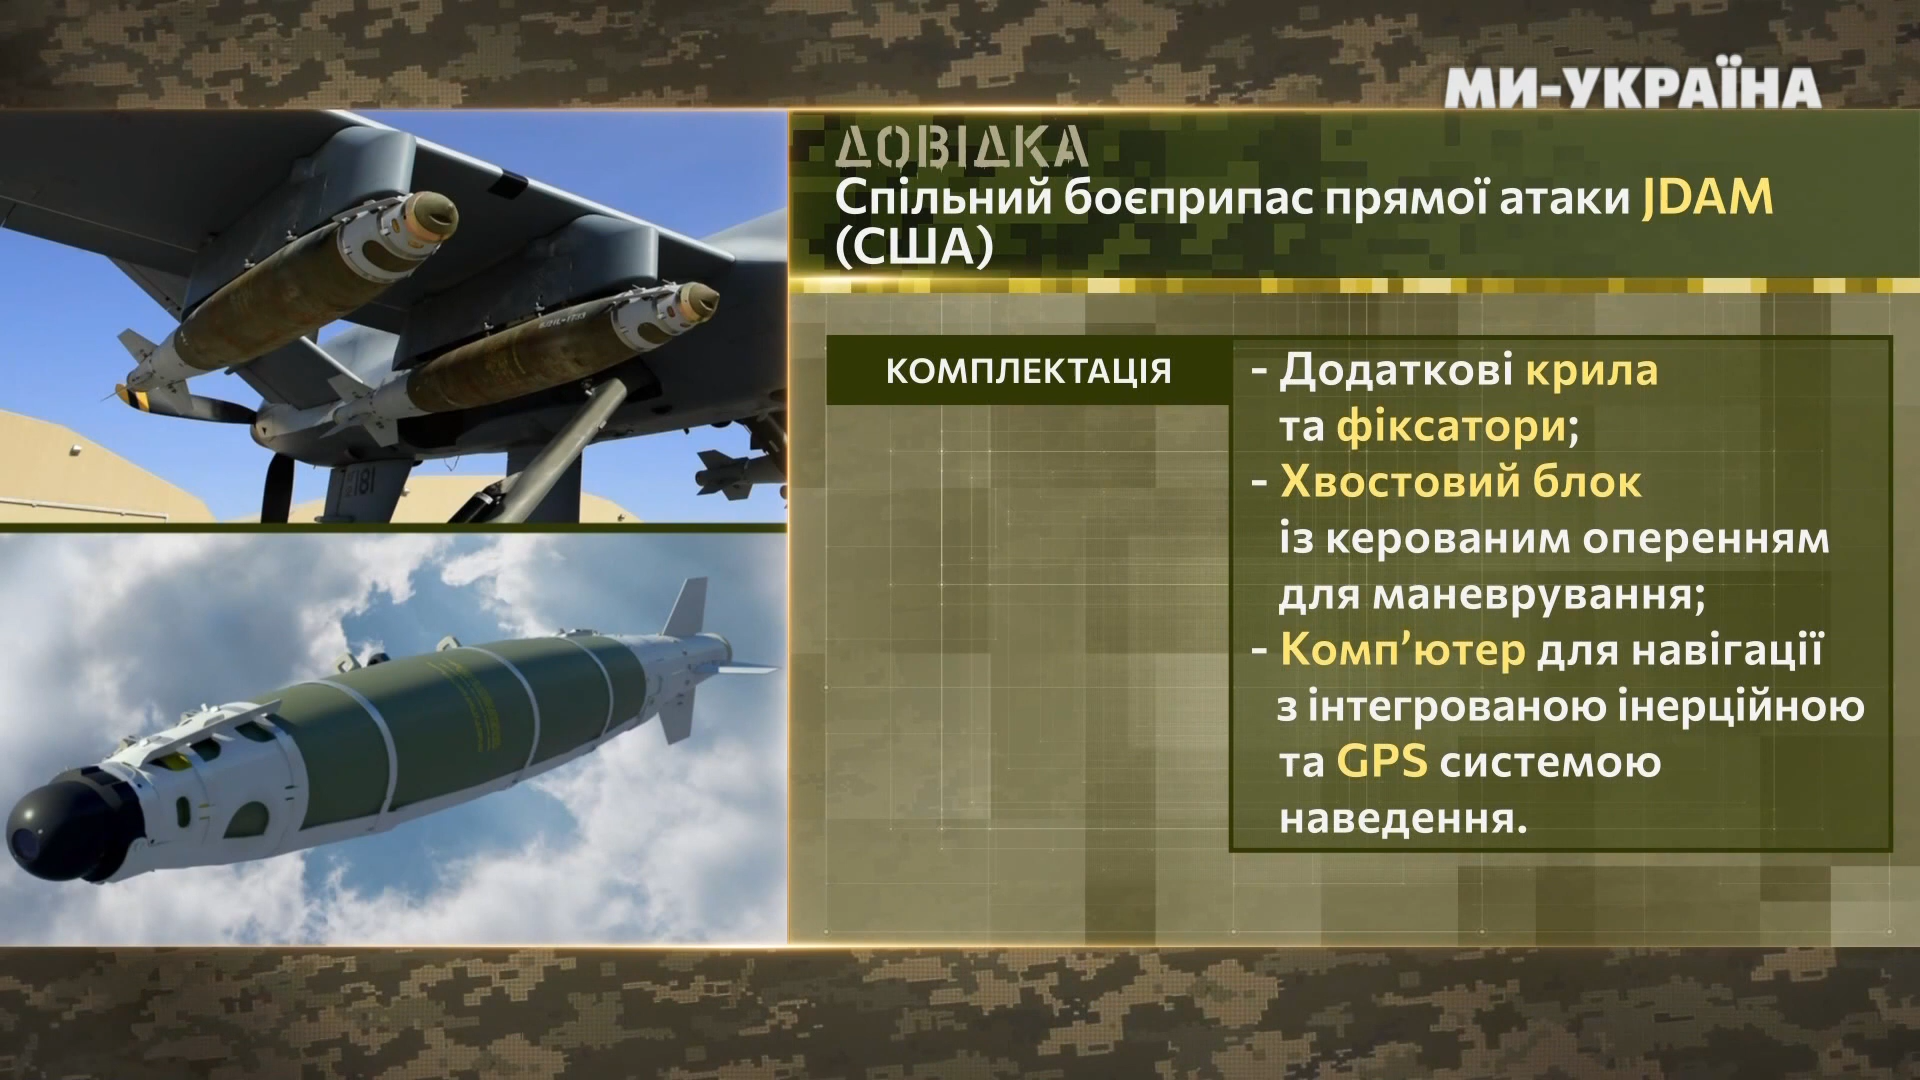 МИ-УКРАЇНА
ДОВІДКА
Спільний боєприпас прямої атаки JDAM
(США)
КОМПЛЕКТАЦІЯ
- Додаткові крила
та фіксатори;
- Хвостовий блок
із керованим оперенням
для маневрування;
- Комп’ютер для навігації
з інтегрованою інерційною
та GPS системою
наведення.
181